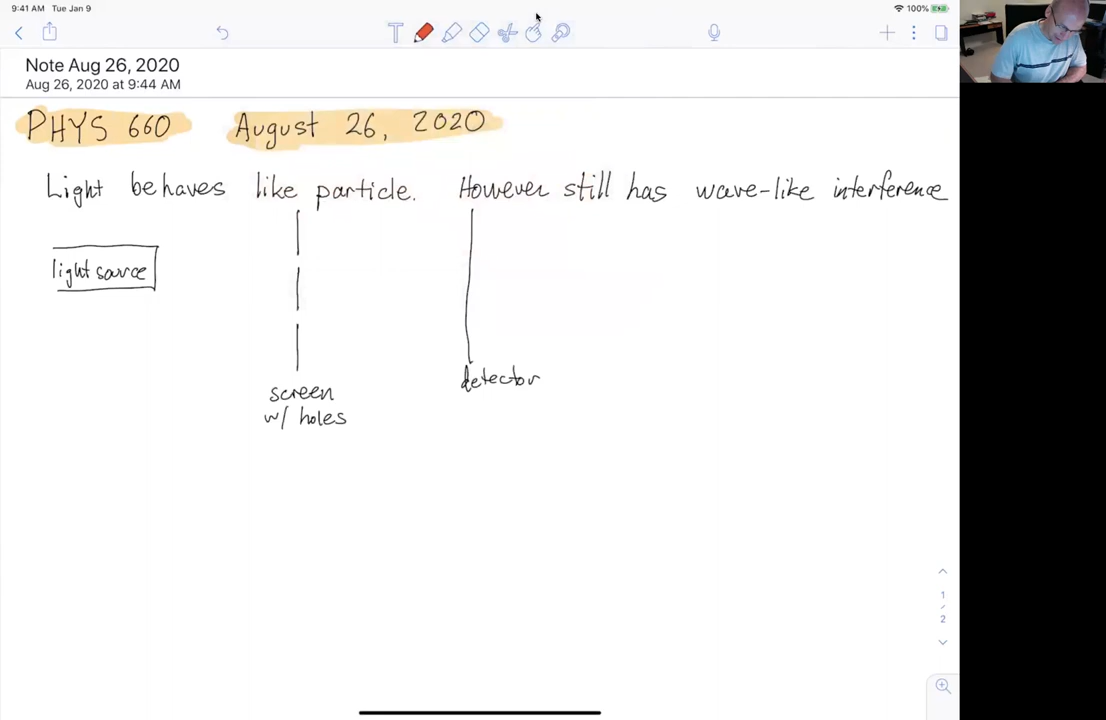 9:41 AM Tue Jan 9
100%
T
Note Aug 26, 2020
Aug 26, 2020 at 9:44 AM
PHYS 660 August 26, 2020
Light behaves like particle. However still has wave-like interference
light source
screen
w/ holes
detector
1
/
2